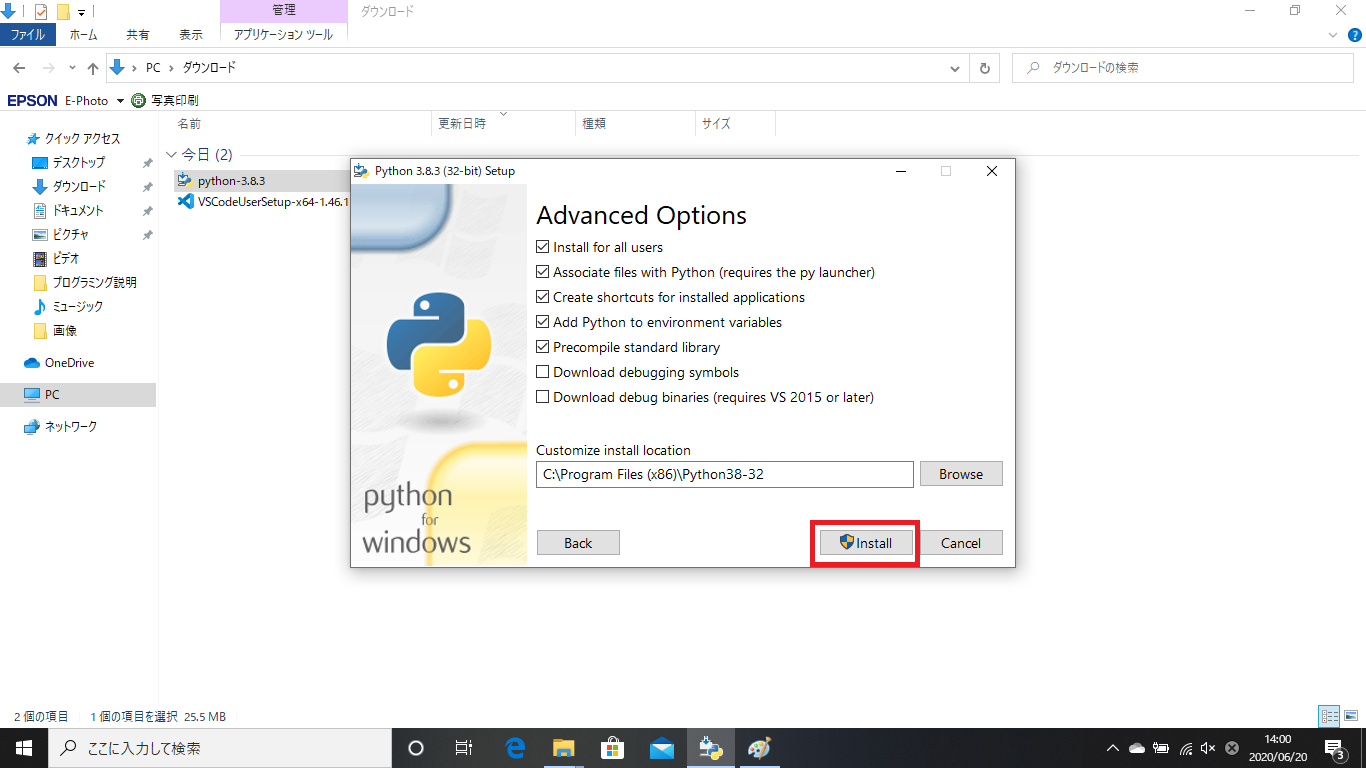 管理
ダウンロード
ファイル
ホーム
共有
表示
アプリケーション ツール
PC
ダウンロード
ダウンロードの検索
EPSON
E-Photo
写真印刷
名前
更新日時
種類
サイズ
クイック アクセス
デスクトップ
ダウンロード
ドキュメント
ピクチャ
ビデオ
プログラミング説明
ミュージック
画像
OneDrive
PC
ネットワーク
今日 (2)
python-3.8.3
VSCodeUserSetup-x64-1.46.1
Python 3.8.3 (32-bit) Setup
Advanced Options
Install for all users
Associate files with Python (requires the py launcher)
Create shortcuts for installed applications
Add Python to environment variables
Precompile standard library
Download debugging symbols
Download debug binaries (requires VS 2015 or later)
Customize install location
C:\Program Files (x86)\Python38-32
Browse
python
for
windows
Back
Install
Cancel
2 個の項目
1 個の項目を選択 25.5 MB
ここに入力して検索
14:00
2020/06/20
3